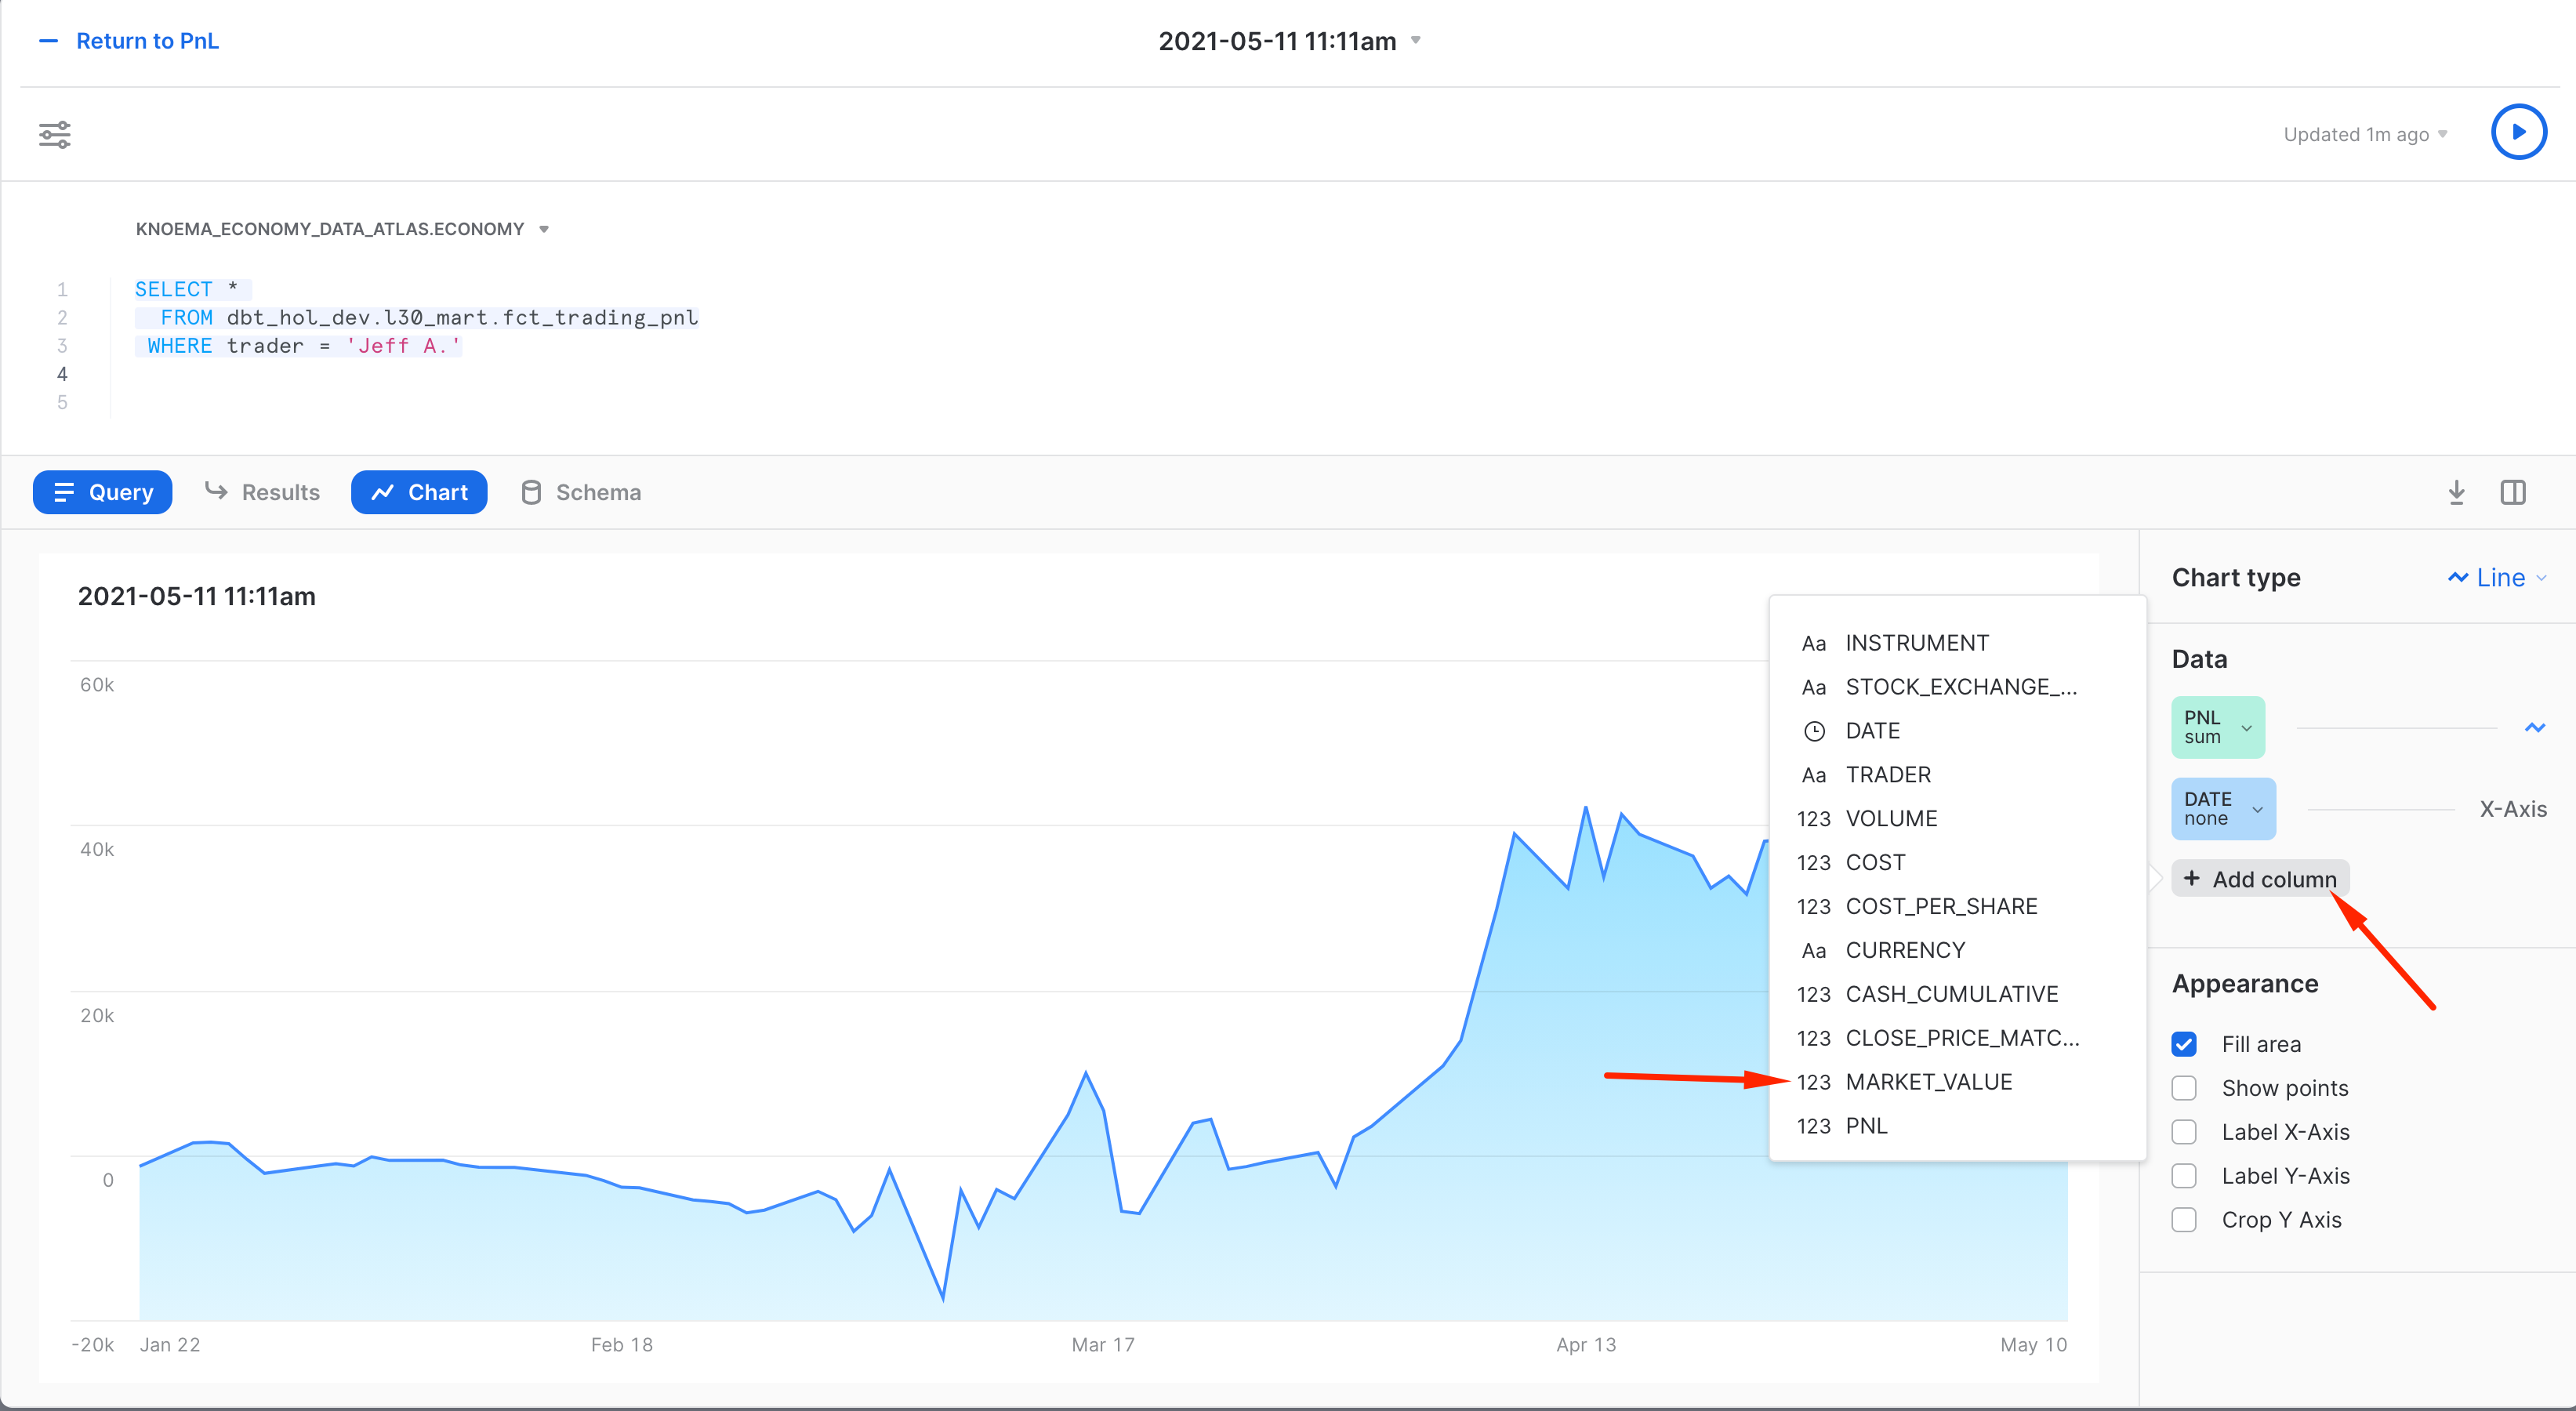 Return to PnL
2021-05-11 11:11am
Updated 1m ago
KNOEMA_ECONOMY_DATA_ATLAS.ECONOMY
1 SELECT *
2 FROM dbt_hol_dev.l30_mart.fct_trading_pnl
3 WHERE trader = 'Jeff A.'
4
5
Query
Results
Chart
Schema
2021-05-11 11:11am
60k
40k
20k
0
-20k
Jan 22
Feb 18
Mar 17
Apr 13
May 10
Aa INSTRUMENT
Aa STOCK_EXCHANGE_...
DATE
Aa TRADER
123 VOLUME
123 COST
123 COST_PER_SHARE
Aa CURRENCY
123 CASH_CUMULATIVE
123 CLOSE_PRICE_MATC...
123 MARKET_VALUE
123 PNL
Chart type
Line
Data
PNL
sum
DATE
none
X-Axis
+ Add column
Appearance
Fill area
Show points
Label X-Axis
Label Y-Axis
Crop Y Axis